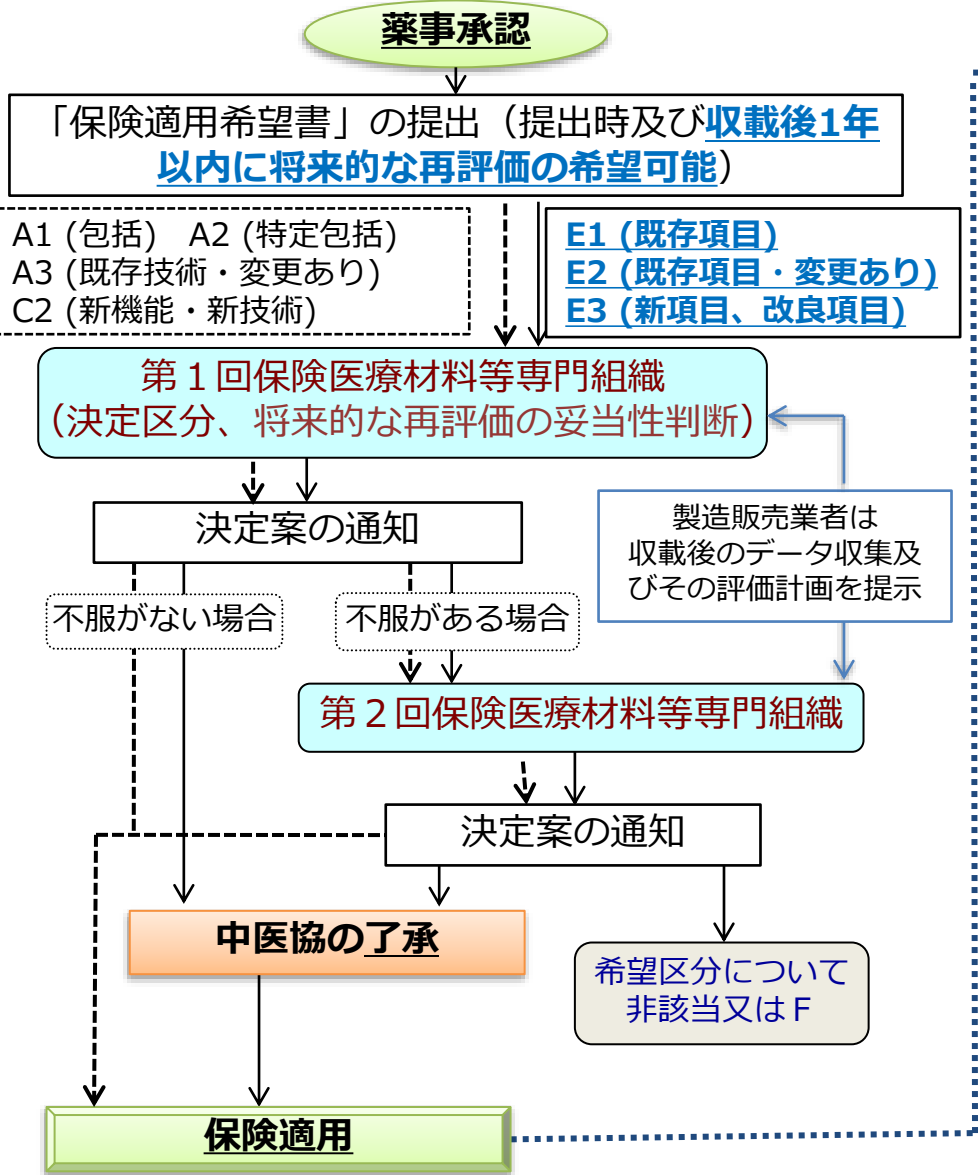 薬事承認
「保険適用希望書」の提出（提出時及び収載後1年
以内に将来的な再評価の希望可能）
A1 (包括)　A2 (特定包括)
A3 (既存技術・変更あり)
C2 (新機能・新技術)
E1 (既存項目)
E2 (既存項目・変更あり)
E3 (新項目、改良項目)
第１回保険医療材料等専門組織
（決定区分、将来的な再評価の妥当性判断）
決定案の通知
製造販売業者は
収載後のデータ収集及
びその評価計画を提示
不服がない場合
不服がある場合
第２回保険医療材料等専門組織
決定案の通知
中医協の了承
希望区分について
非該当又はＦ
保険適用